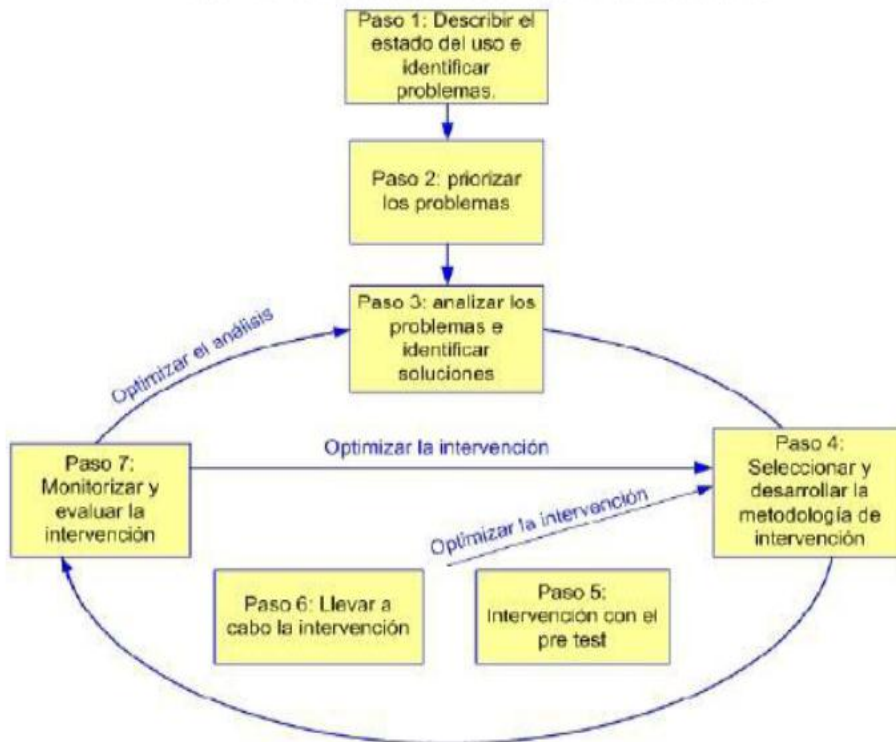 Paso 1: Describir el
estado del uso e
identificar
problemas.
Paso 2: priorizar
los problemas
Paso 3: analizar los
problemas e
identificar
soluciones
Optimizar el análisis
Optimizar la intervención
Paso 7:
Monitorizar y
evaluar la
intervención
Paso 4:
Seleccionar y
desarrollar la
metodología de
intervención
Optimizar la intervención
Paso 6: Llevar a
cabo la intervención
Paso 5:
Intervención con el
pre test